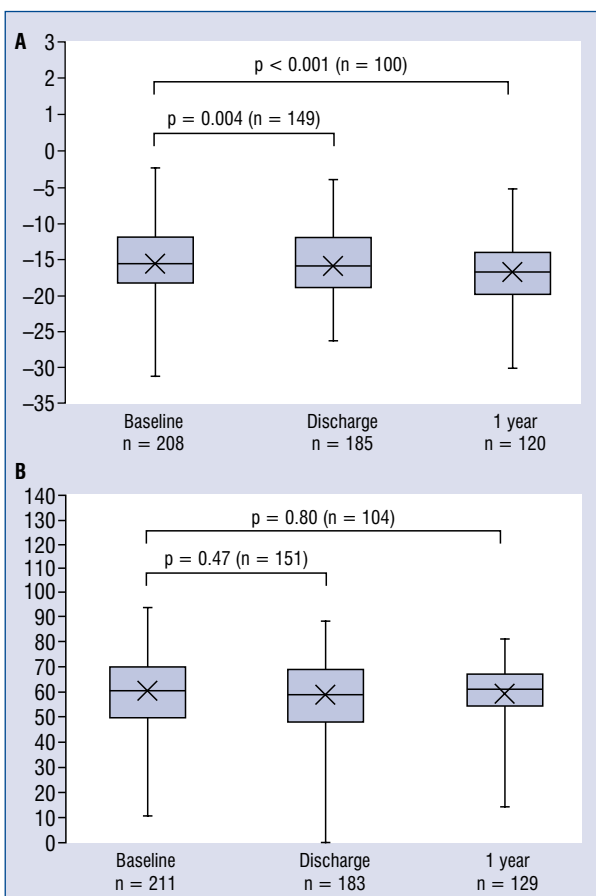 A
3
2
1
0
–5
–10
–15
–20
–25
–30
–35
p < 0.001 (n = 100)
p = 0.004 (n = 149)
Baseline Discharge 1 year
n = 208 n = 185 n = 120
B
140
130
120
110
100
90
80
70
60
50
40
30
20
10
0
p = 0.80 (n = 104)
p = 0.47 (n = 151)
Baseline Discharge 1 year
n = 211 n = 183 n = 129